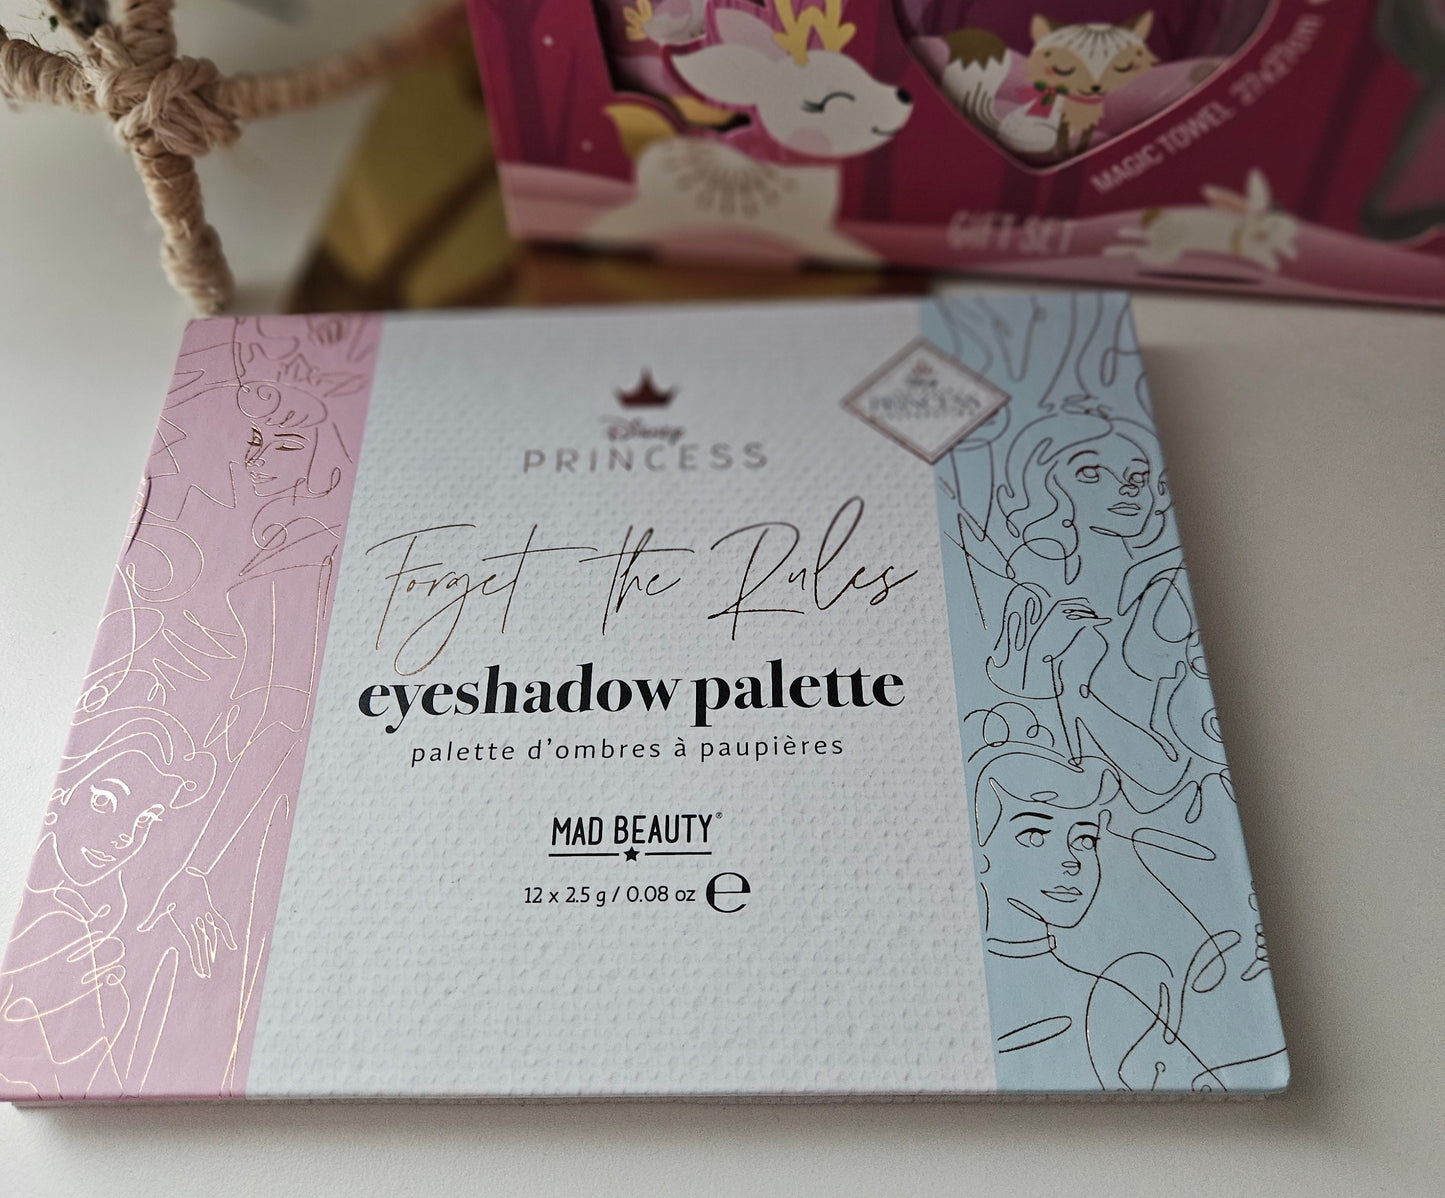 MAGIC TOWEL
GIFT SET
Disney
PRINCESS
PRINCESS
Forget the Rules
eyeshadow palette
palette d'ombres à paupières
MAD BEAUTY®
12 x 2.5 g / 0.08 oz e